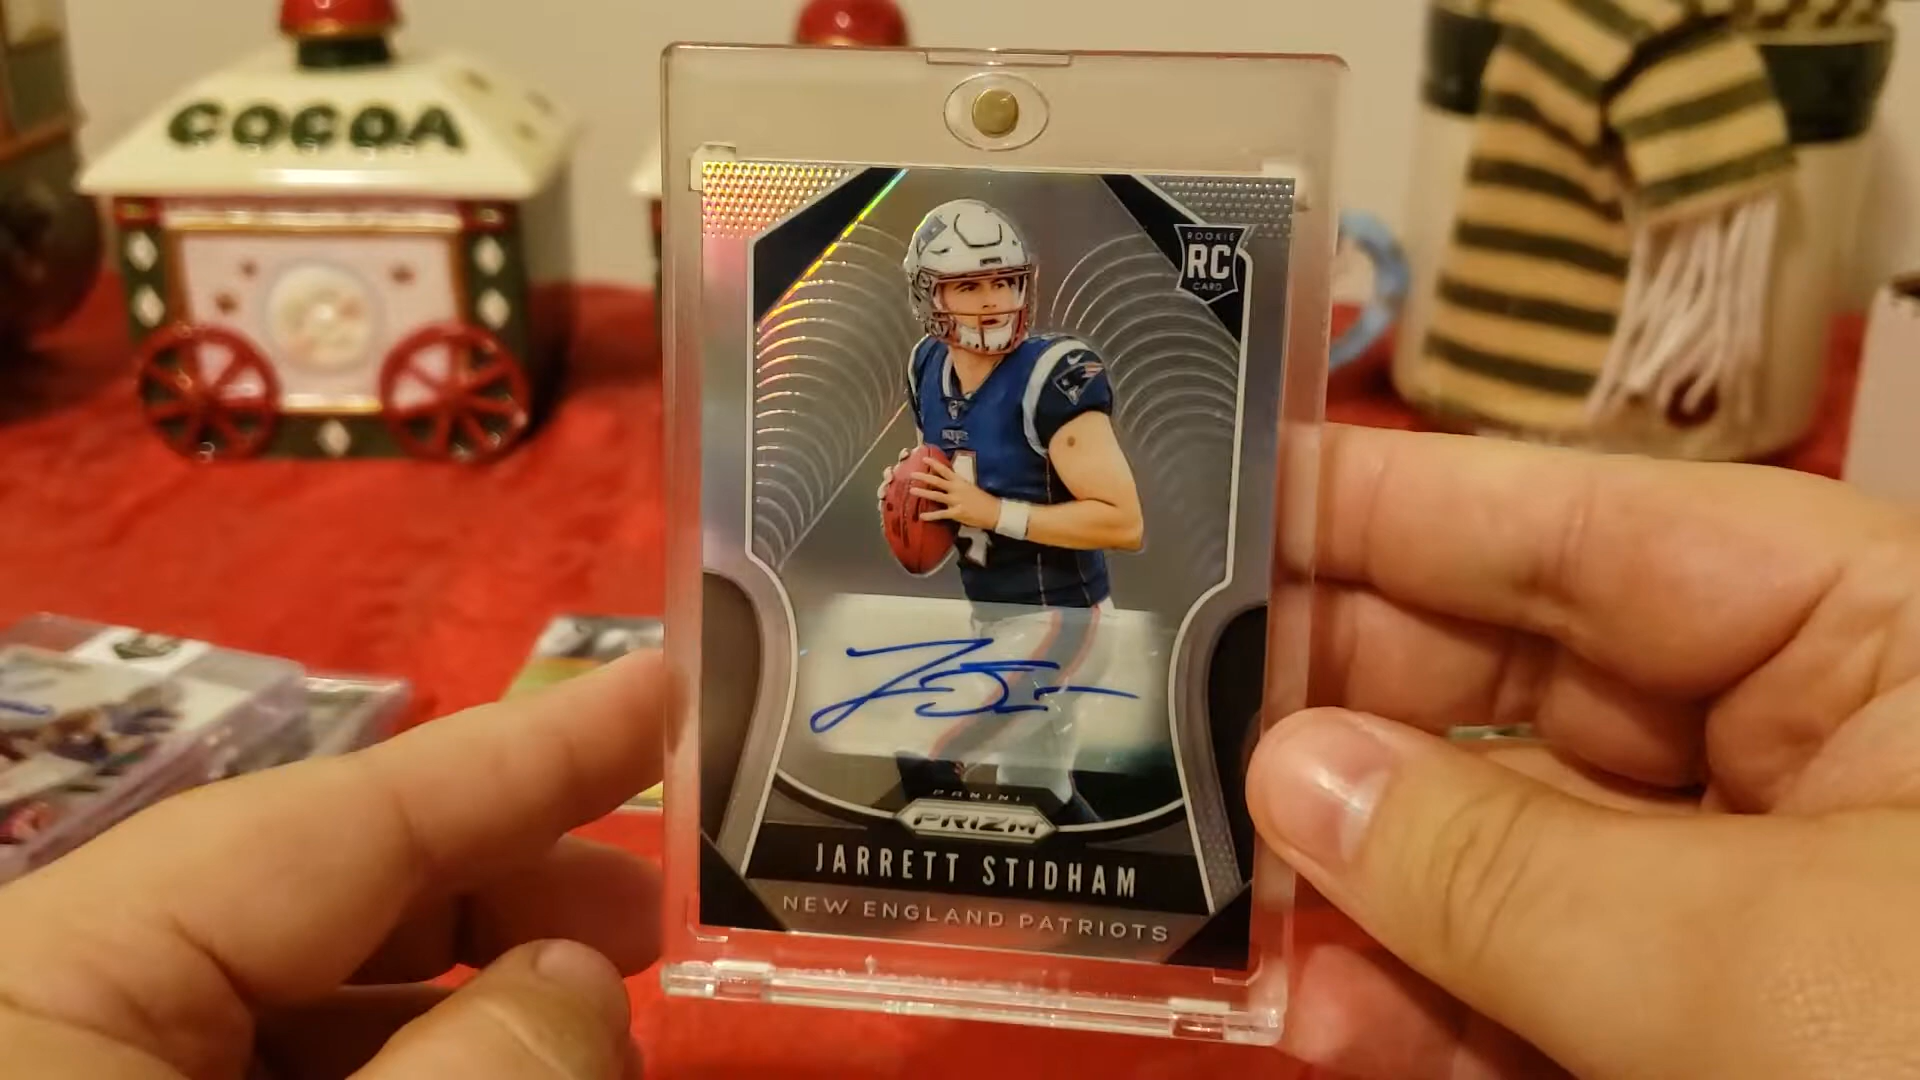 COCOA
ROOKIE
RC
CARD
PANINI
PRIZM
JARRETT STIDHAM
NEW ENGLAND PATRIOTS